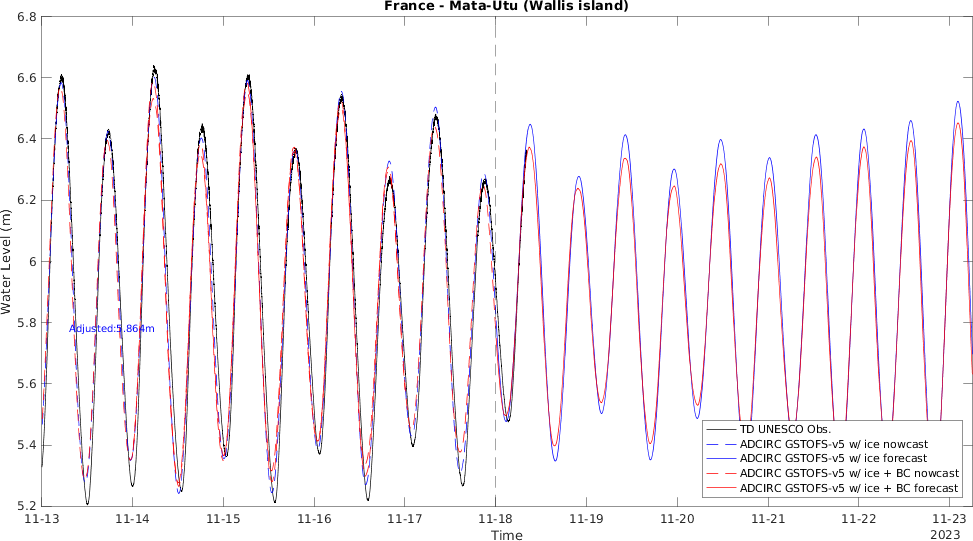 France - Mata-Utu (Wallis island)
6.8
6.6
6.4
6.2
6
5.8
5.6
5.4
5.2
Water Level (m)
Adjusted:5.864m
TD UNESCO Obs.
ADCIRC GSTOFS-v5 w/ ice nowcast
ADCIRC GSTOFS-v5 w/ ice forecast
ADCIRC GSTOFS-v5 w/ ice + BC nowcast
ADCIRC GSTOFS-v5 w/ ice + BC forecast
11-13 11-14 11-15 11-16 11-17 11-18 11-19 11-20 11-21 11-22 11-23
Time
2023